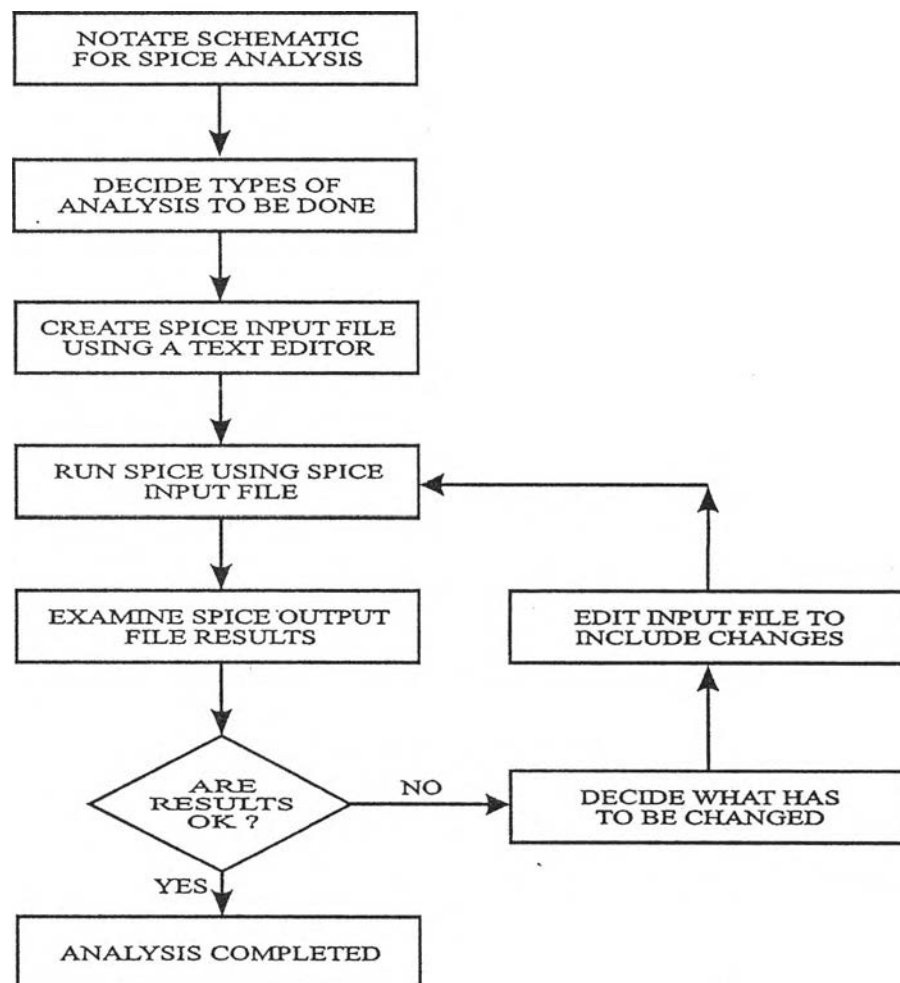 NOTATE SCHEMATIC
FOR SPICE ANALYSIS
DECIDE TYPES OF
ANALYSIS TO BE DONE
CREATE SPICE INPUT FILE
USING A TEXT EDITOR
RUN SPICE USING SPICE
INPUT FILE
EXAMINE SPICE OUTPUT
FILE RESULTS
EDIT INPUT FILE TO
INCLUDE CHANGES
ARE
RESULTS
OK ?
NO
DECIDE WHAT HAS
TO BE CHANGED
YES
ANALYSIS COMPLETED